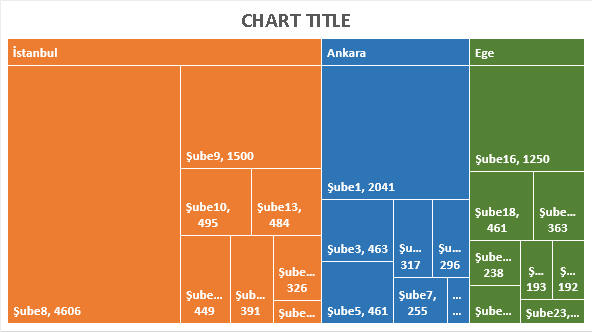 CHART TITLE
İstanbul
Şube8, 4606
Şube9, 1500
Şube10,
495
Şube13,
484
Şube…
449
Şub…
391
Şube…
326
Şube…
Ankara
Şube1, 2041
Şube3, 463
Şube5, 461
Şu…
317
Şu…
296
Şube7,
255
…
…
Ege
Şube16, 1250
Şube18,
461
Şube…
363
Şube…
238
Şube…
Ş…
193
Ş…
192
Şube23,…